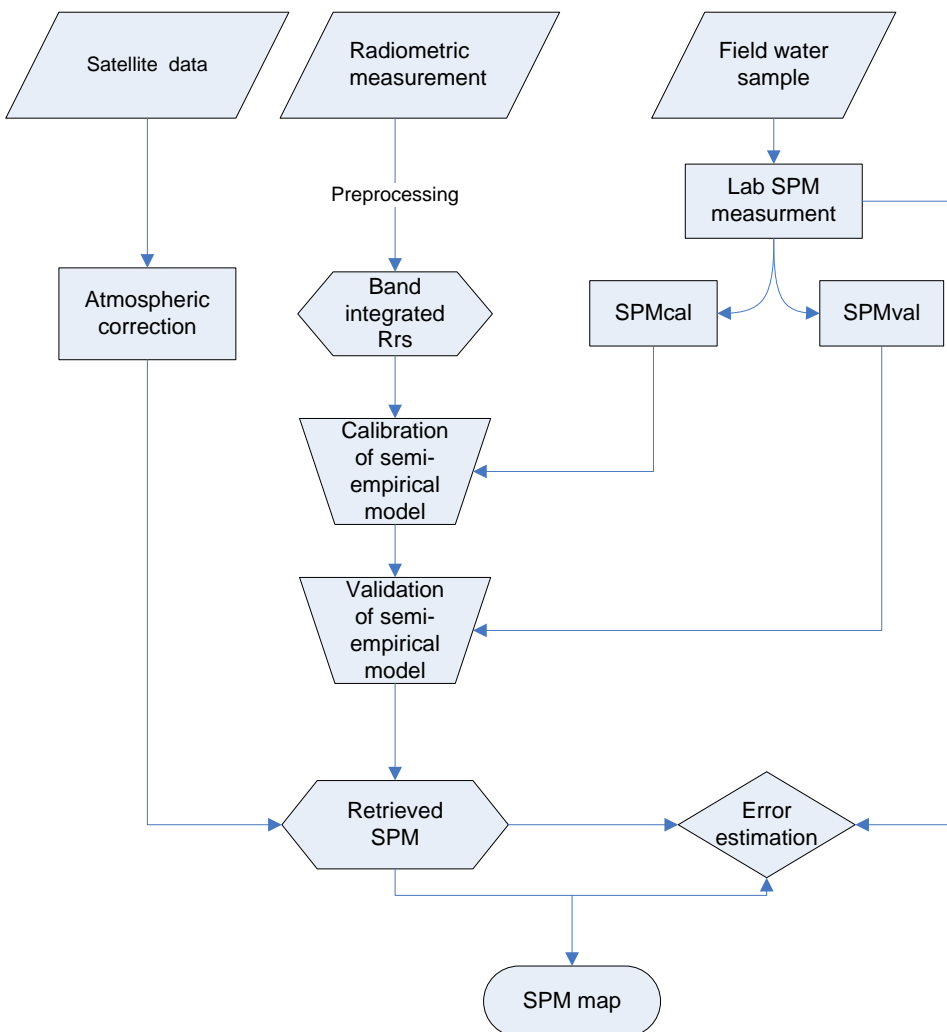 Satellite data
Radiometric
measurement
Field water
sample
Preprocessing
Lab SPM
measurment
Atmospheric
correction
Band
integrated
Rrs
SPMcal
SPMval
Calibration
of semi-
empirical
model
Validation
of semi-
empirical
model
Retrieved
SPM
Error
estimation
SPM map